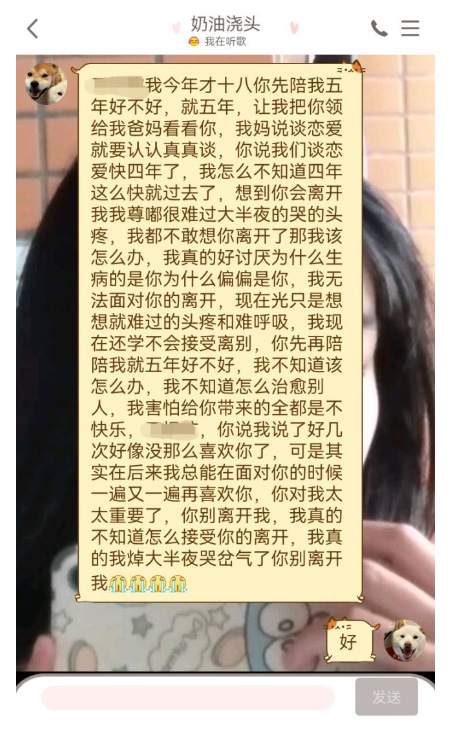 奶油浇头
我在听歌
我今年才十八你先陪我五
年好不好，就五年，让我把你领
给我爸妈看看你，我妈说谈恋爱
就要认认真真谈，你说我们谈恋
爱快四年了，我怎么不知道四年
这么快就过去了，想到你会离开
我我尊嘟很难过大半夜的哭的头
疼，我都不敢想你离开了那我该
怎么办，我真的好讨厌为什么生
病的是你为什么偏偏是你，我无
法面对你的离开，现在光只是想
想就难过的头疼和难呼吸，我现
在还学不会接受离别，你先再陪
陪我就五年好不好，我不知道该
怎么办，我不知道怎么治愈别
人，我害怕给你带来的全都是不
快乐，，你说我说了好几
次好像没那么喜欢你了，可是其
实在后来我总能在面对你的时候
一遍又一遍再喜欢你，你对我太
太重要了，你别离开我，我真的
不知道怎么接受你的离开，我真
的我焯大半夜哭岔气了你别离开
我😭😭😭😭
好
发送